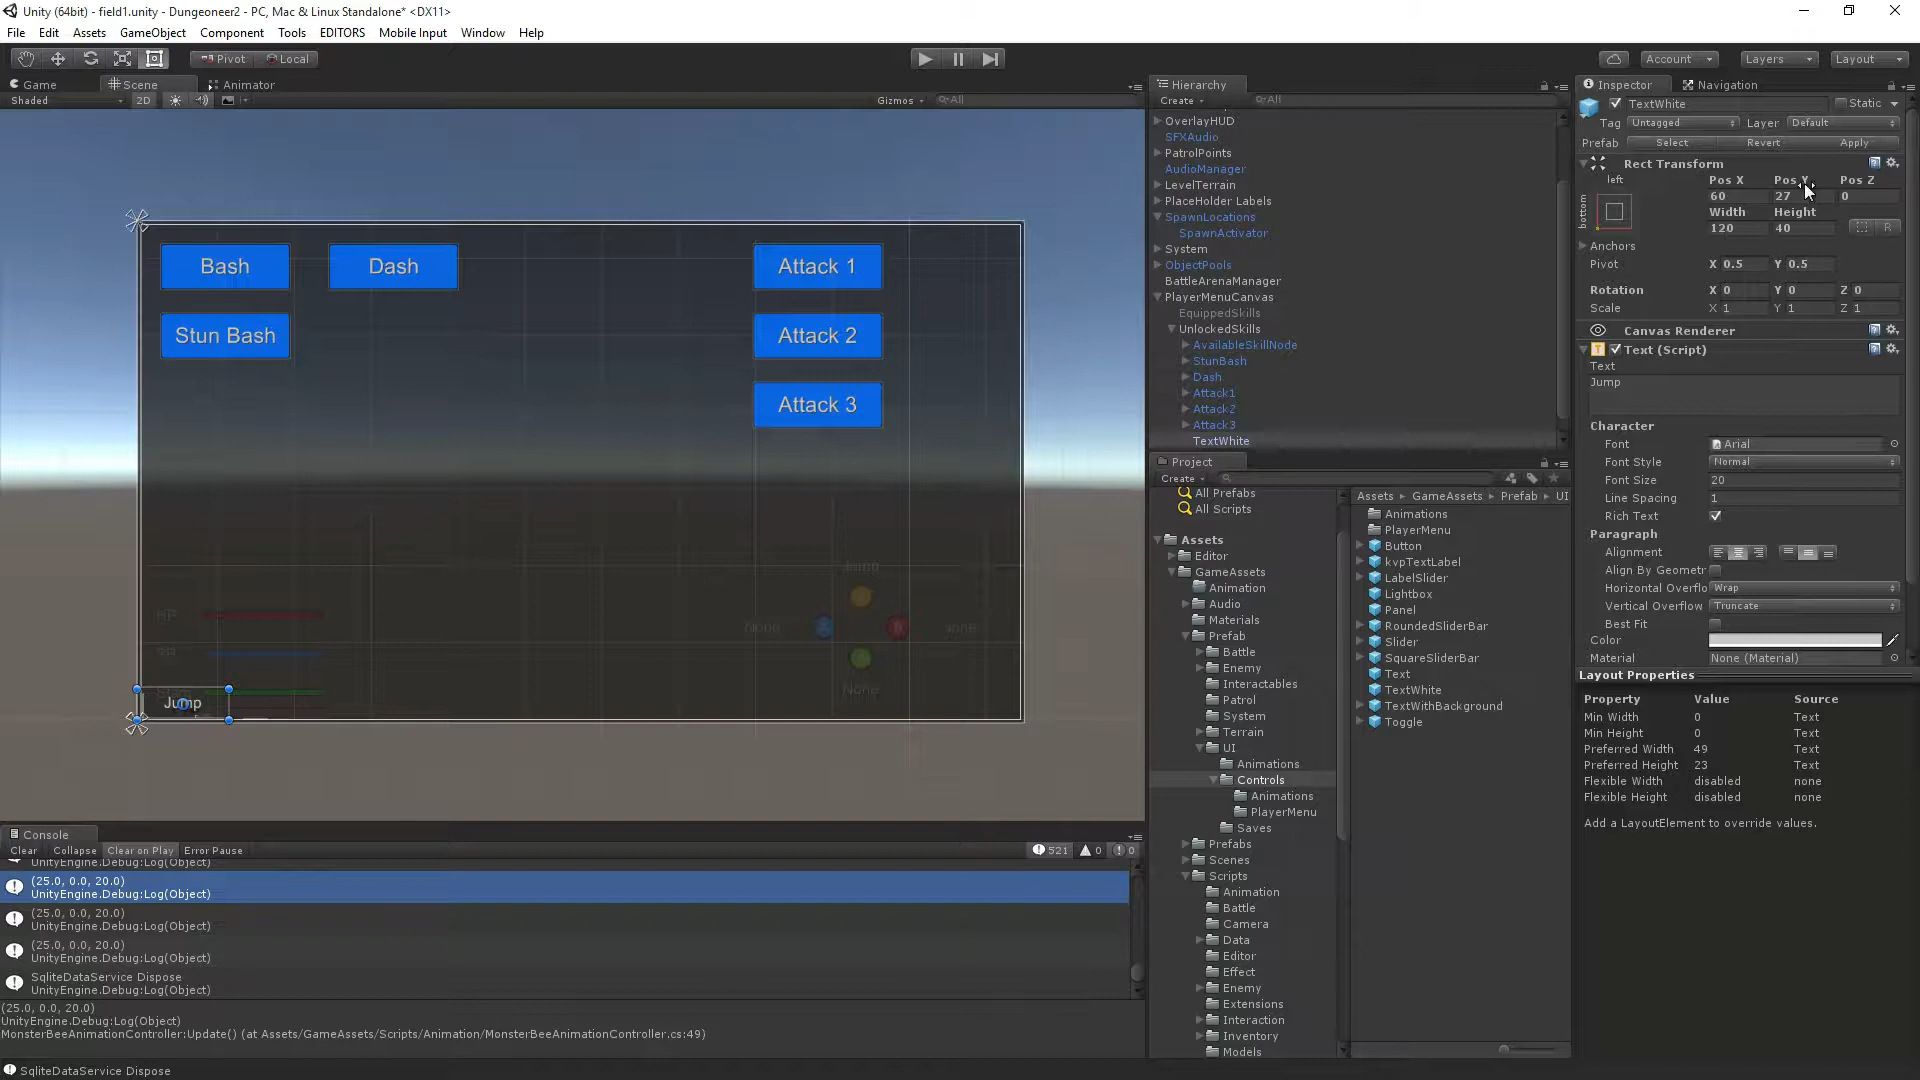 Unity (64bit) - field1.unity - Dungeoneer2 - PC, Mac & Linux Standalone* <DX11>
File Edit Assets GameObject Component Tools EDITORS Mobile Input Window Help
Pivot Local Account Layers Layout
Game Scene Animator
Shaded 2D Gizmos All
Bash Dash Attack 1
Stun Bash Attack 2
Attack 3
Jump
None
None
Jump
Console
Clear Collapse Clear on Play Error Pause 521 0 0
UnityEngine.Debug:Log(Object)
(25.0, 0.0, 20.0)
UnityEngine.Debug:Log(Object)
(25.0, 0.0, 20.0)
UnityEngine.Debug:Log(Object)
(25.0, 0.0, 20.0)
UnityEngine.Debug:Log(Object)
SqliteDataService Dispose
UnityEngine.Debug:Log(Object)
(25.0, 0.0, 20.0)
UnityEngine.Debug:Log(Object)
MonsterBeeAnimationController:Update() (at Assets/GameAssets/Scripts/Animation/MonsterBeeAnimationController.cs:49)
SqliteDataService Dispose
Hierarchy
Create All
OverlayHUD
SFXAudio
PatrolPoints
AudioManager
LevelTerrain
PlaceHolder Labels
SpawnLocations
SpawnActivator
System
ObjectPools
BattleArenaManager
PlayerMenuCanvas
EquippedSkills
UnlockedSkills
AvailableSkillNode
StunBash
Dash
Attack1
Attack2
Attack3
TextWhite
Project
Create
All Prefabs
All Scripts
Assets
Editor
GameAssets
Animation
Audio
Materials
Prefab
Battle
Enemy
Interactables
Patrol
System
Terrain
UI
Animations
Controls
Animations
PlayerMenu
Saves
Prefabs
Scenes
Scripts
Animation
Battle
Camera
Data
Editor
Effect
Enemy
Extensions
Interaction
Inventory
Models
Assets GameAssets Prefab UI
Animations
PlayerMenu
Button
kvpTextLabel
LabelSlider
Lightbox
Panel
RoundedSliderBar
Slider
SquareSliderBar
Text
TextWhite
TextWithBackground
Toggle
Inspector Navigation
TextWhite Static
Tag Untagged Layer Default
Prefab Select Revert Apply
Rect Transform
left Pos X Pos Y Pos Z
bottom 60 27 0
Width Height
120 40 R
Anchors
Pivot X 0.5 Y 0.5
Rotation X 0 Y 0 Z 0
Scale X 1 Y 1 Z 1
Canvas Renderer
Text (Script)
Text
Jump
Character
Font Arial
Font Style Normal
Font Size 20
Line Spacing 1
Rich Text
Paragraph
Alignment
Align By Geometr
Horizontal Overflo Wrap
Vertical Overflow Truncate
Best Fit
Color
Material None (Material)
Layout Properties
Property Value Source
Min Width 0 Text
Min Height 0 Text
Preferred Width 49 Text
Preferred Height 23 Text
Flexible Width disabled none
Flexible Height disabled none
Add a LayoutElement to override values.